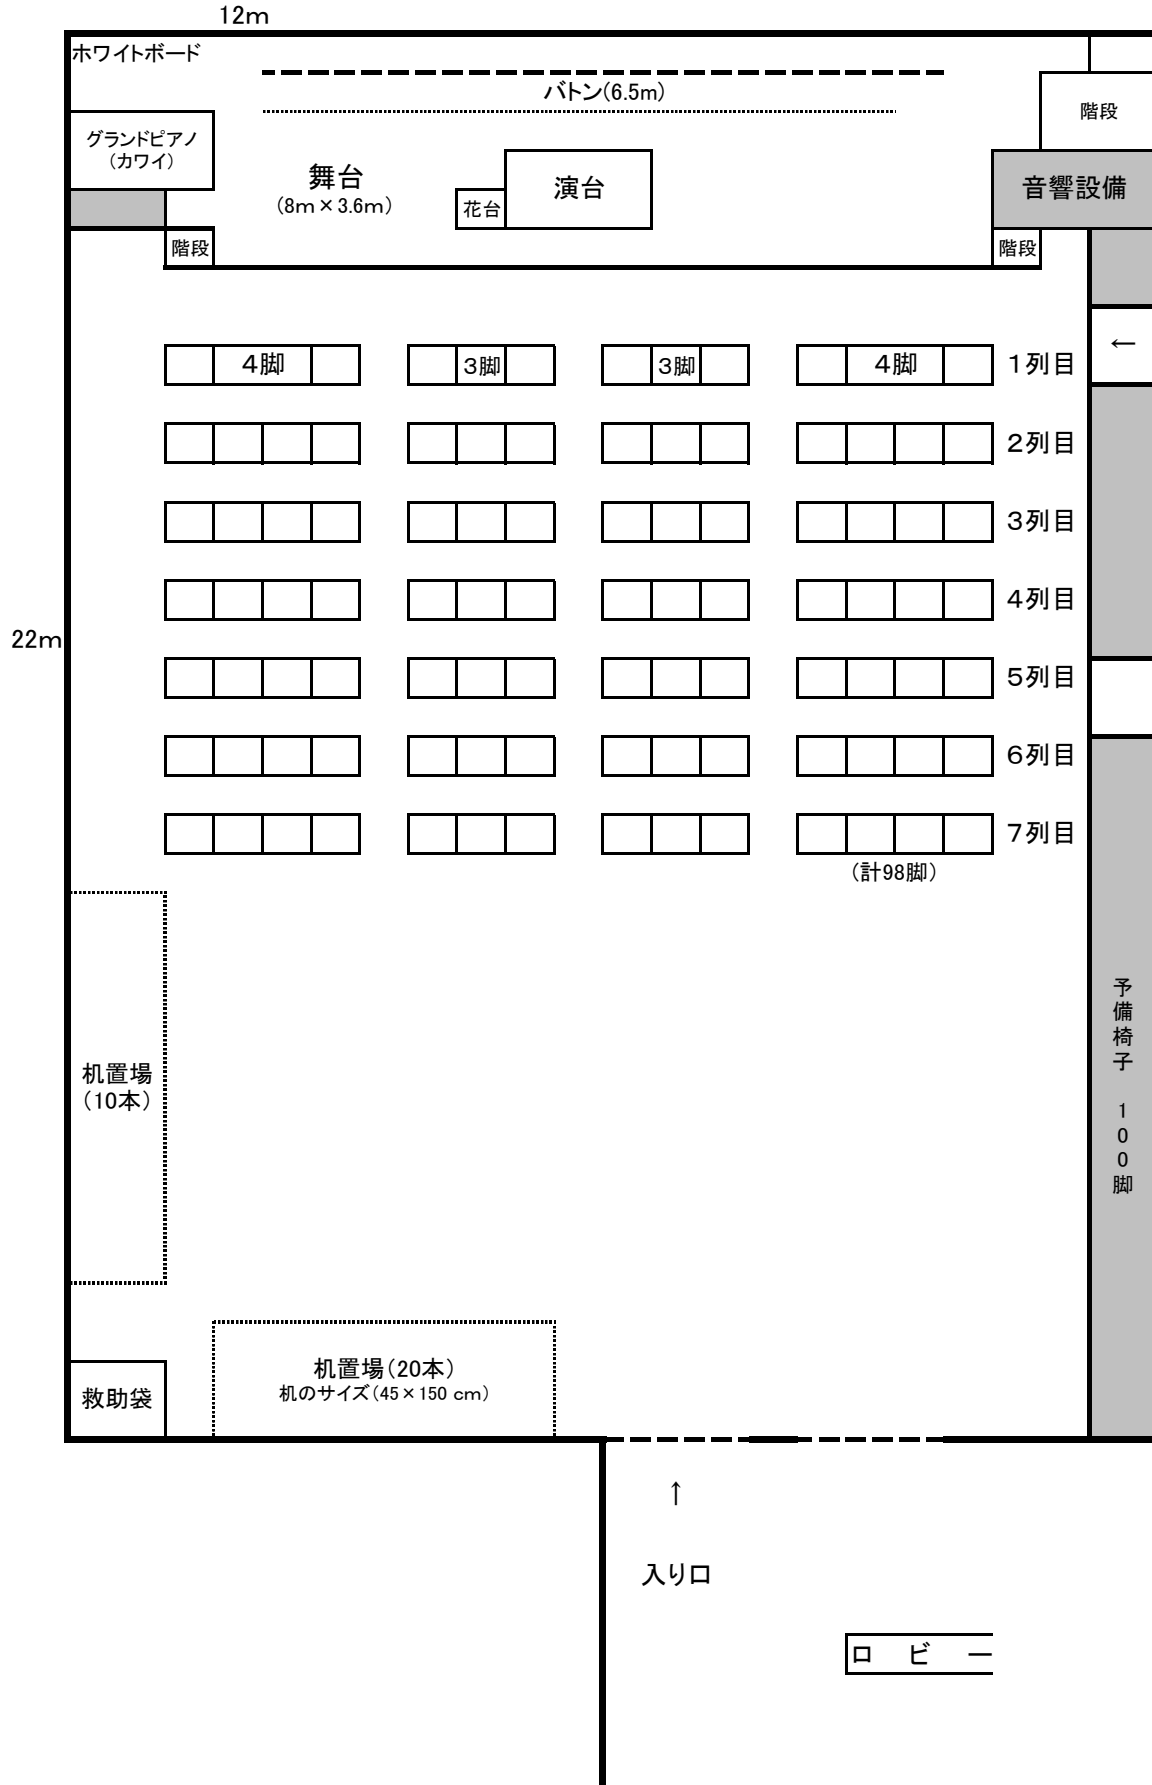 12m
ホワイトボード
バトン(6.5m)
階段
グランドピアノ
(カワイ)
舞台
(8m×3.6m)
花台
演台
音響設備
階段
階段
4脚
3脚
3脚
4脚
1列目
←
2列目
3列目
4列目
22m
5列目
6列目
7列目
(計98脚)
予備椅子 100脚
机置場
(10本)
机置場(20本)
机のサイズ(45×150 cm)
救助袋
↑
入り口
ロビー